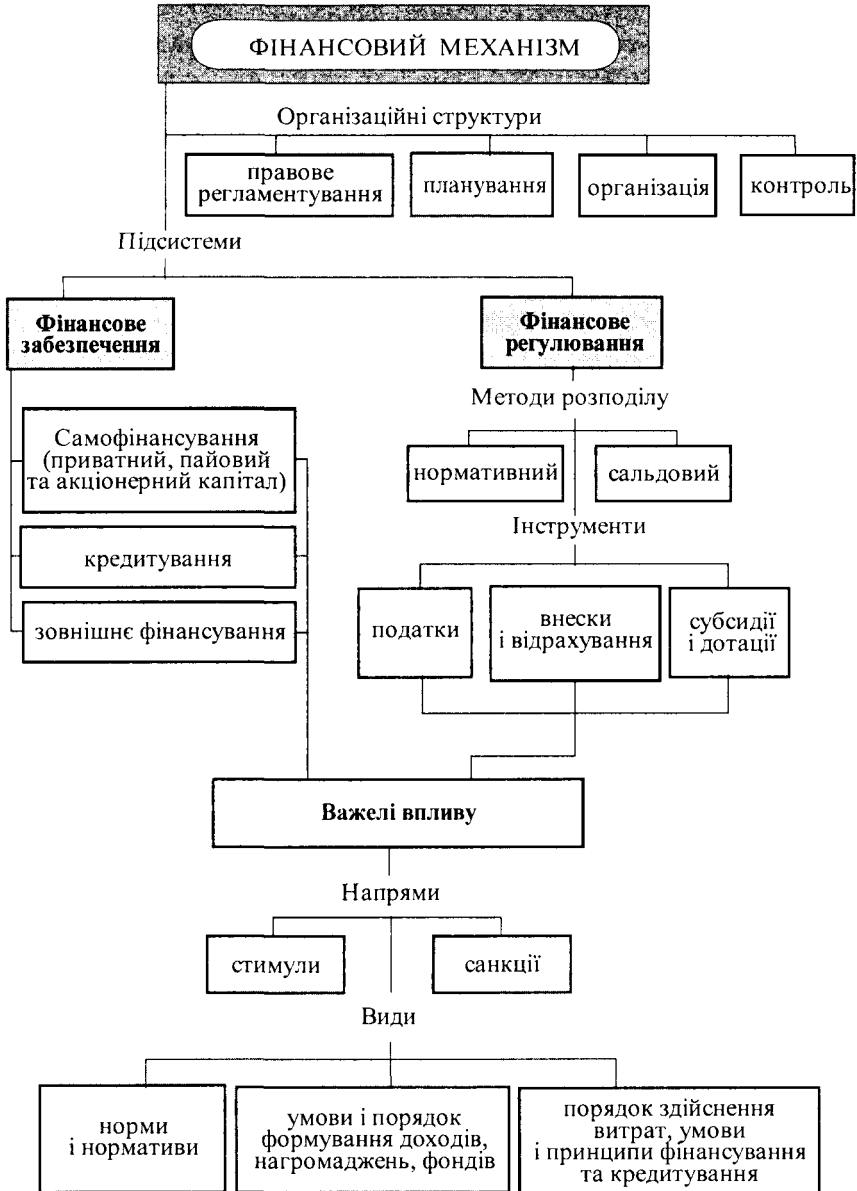 ФІНАНСОВИЙ МЕХАНІЗМ
Організаційні структури
правове
регламентування
планування
організація
контроль
Підсистеми
Фінансове
забезпечення
Фінансове
регулювання
Методи розподілу
Самофінансування
(приватний, пайовий
та акціонерний капітал)
нормативний
сальдовий
Інструменти
кредитування
зовнішнє фінансування
податки
внески
і відрахування
субсидії
і дотації
Важелі впливу
Напрями
стимули
санкції
Види
норми
і нормативи
умови і порядок
формування доходів,
нагромаджень, фондів
порядок здійснення
витрат, умови
і принципи фінансування
та кредитування